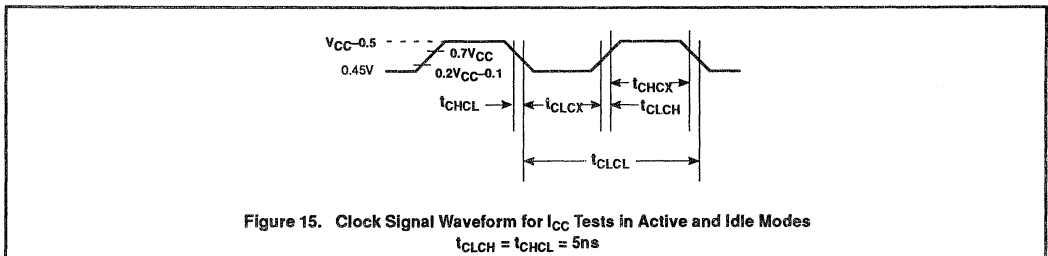 VCC–0.5
0.7VCC
0.45V
0.2VCC–0.1
tCHCX
tCHCL
tCLCX
tCLCH
tCLCL
Figure 15. Clock Signal Waveform for ICC Tests in Active and Idle Modes
tCLCH = tCHCL = 5ns